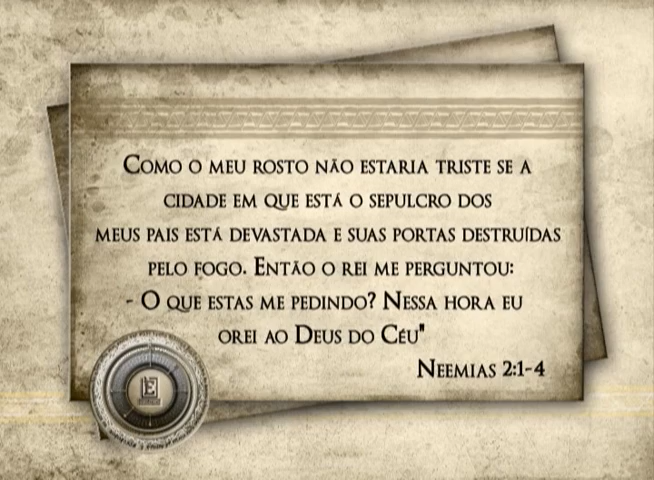 COMO O MEU ROSTO NÃO ESTARIA TRISTE SE A
CIDADE EM QUE ESTÁ O SEPULCRO DOS
MEUS PAIS ESTÁ DEVASTADA E SUAS PORTAS DESTRUÍDAS
PELO FOGO. ENTÃO O REI ME PERGUNTOU:
- O QUE ESTAS ME PEDINDO? NESSA HORA EU
OREI AO DEUS DO CÉU"
NEEMIAS 2:1-4
E